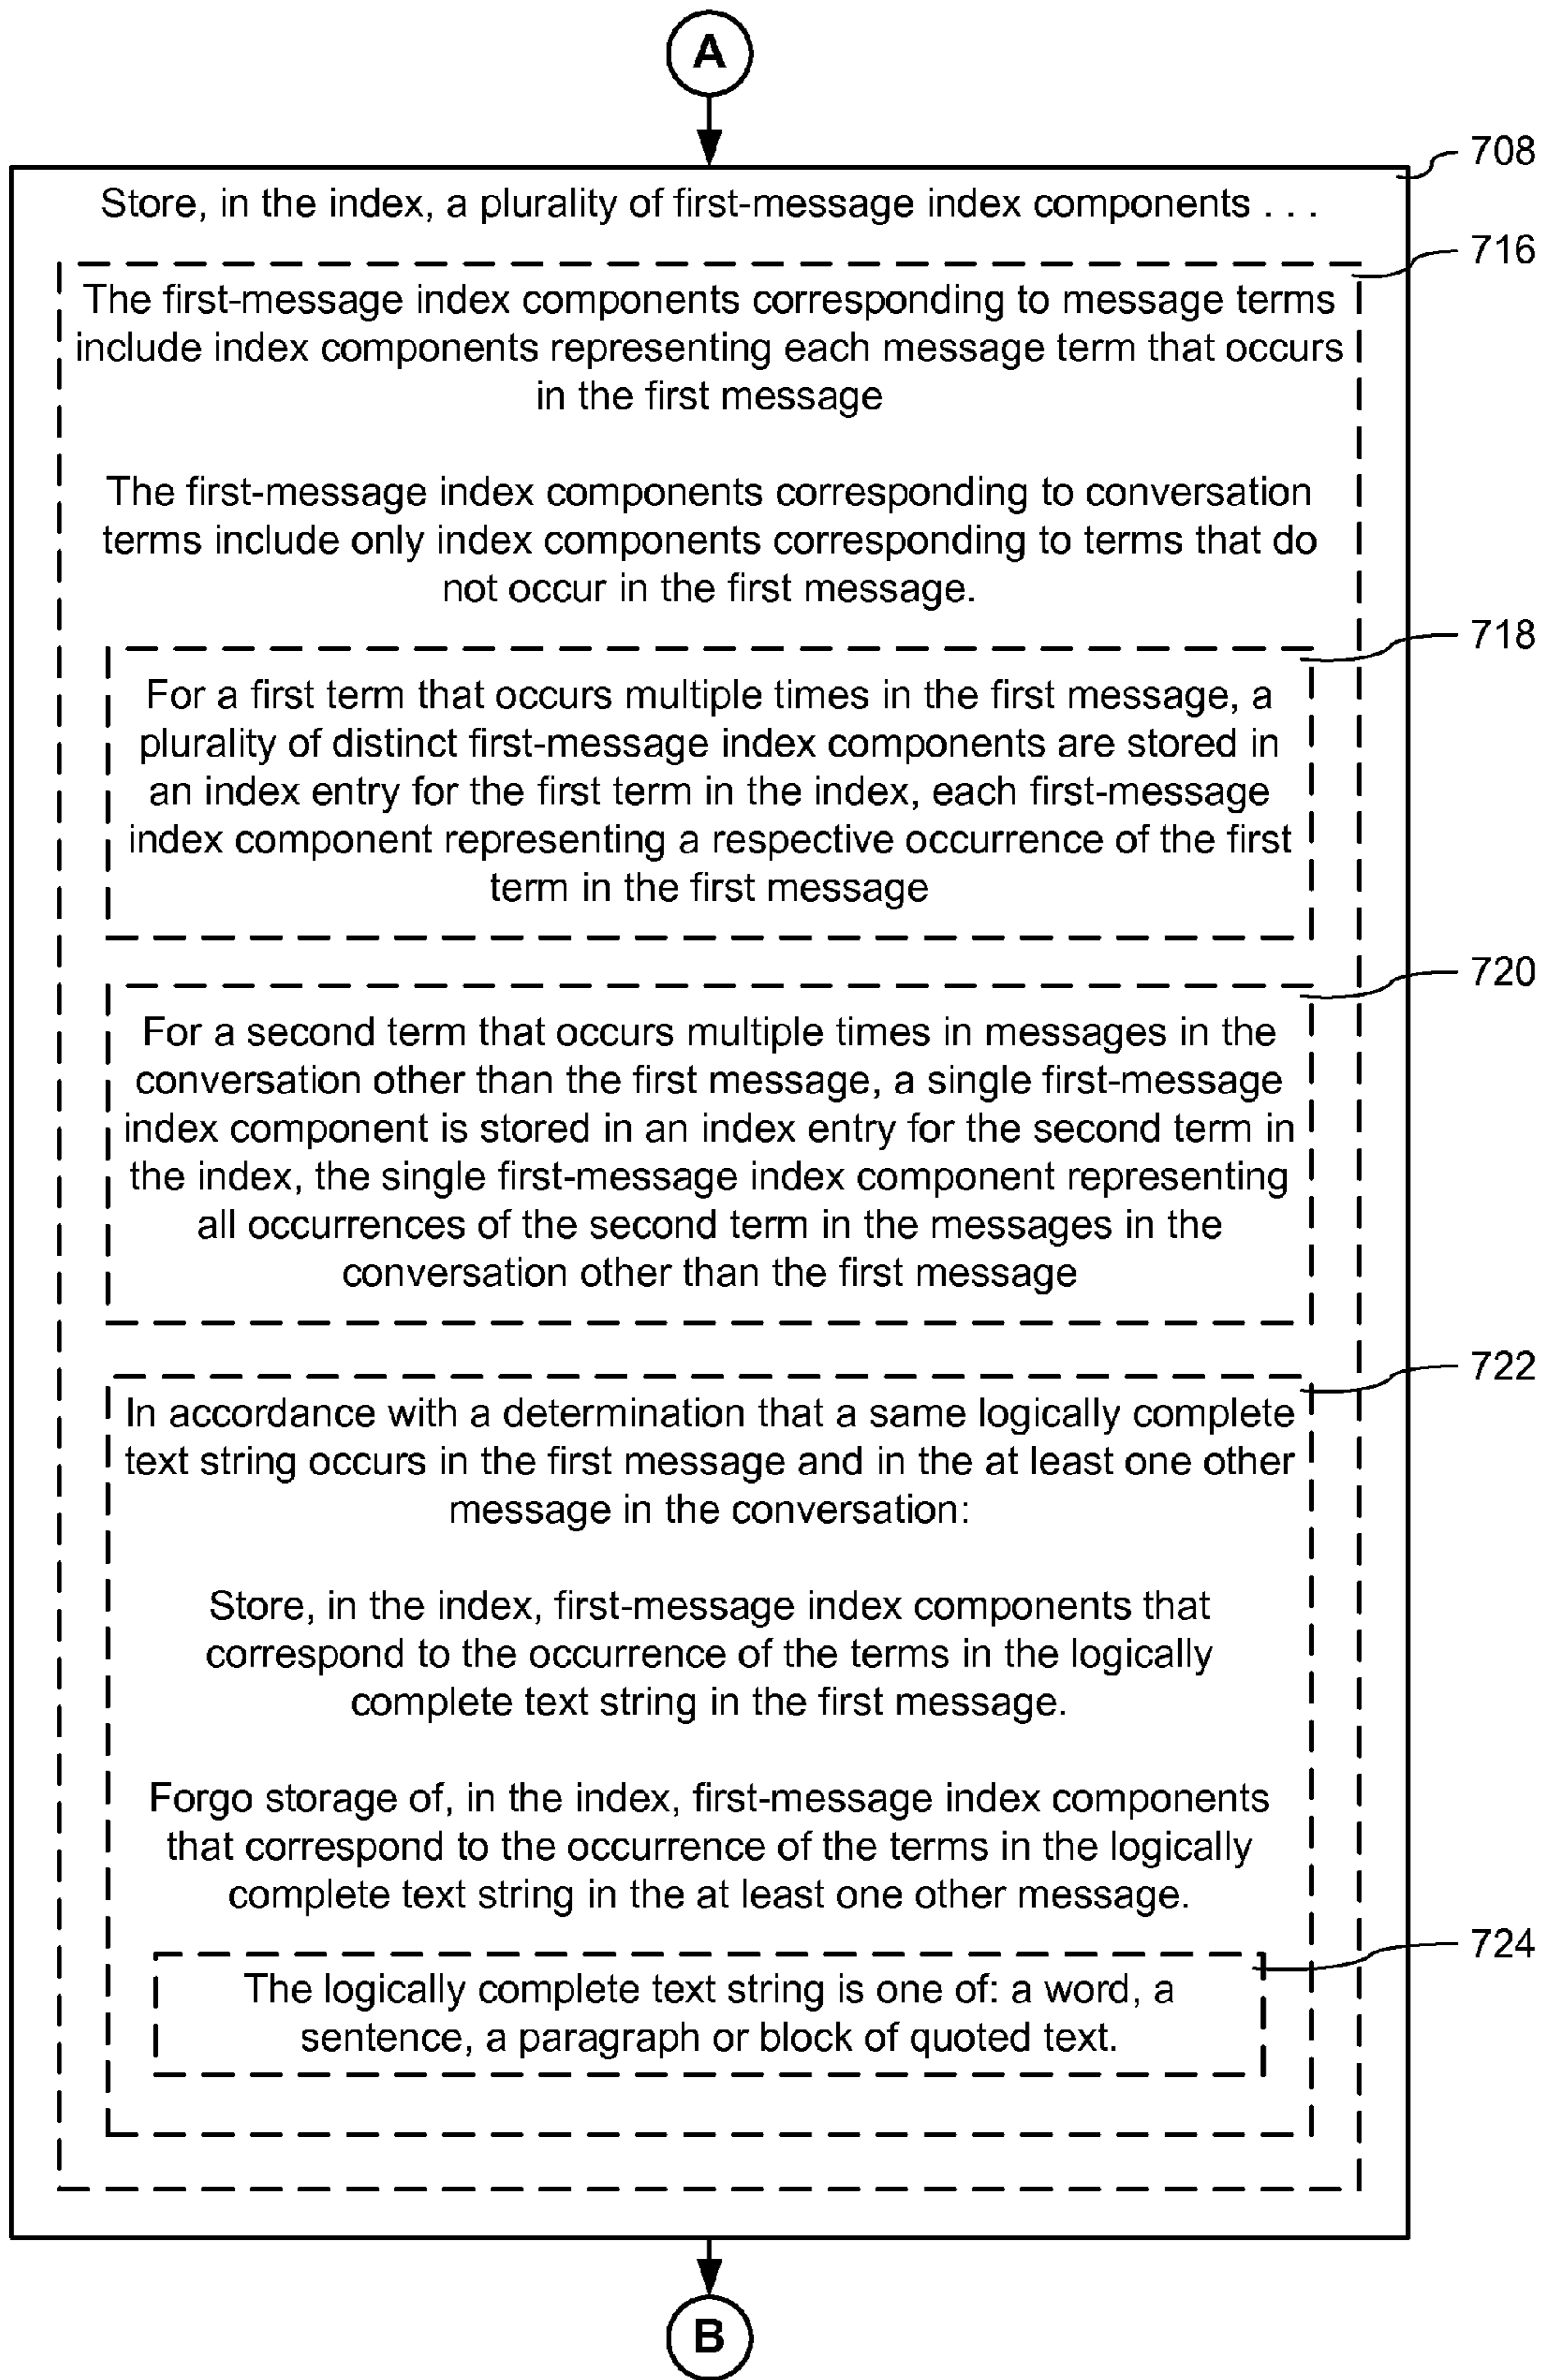 A
708
Store, in the index, a plurality of first-message index components . . .
716
The first-message index components corresponding to message terms
include index components representing each message term that occurs
in the first message
The first-message index components corresponding to conversation
terms include only index components corresponding to terms that do
not occur in the first message.
718
For a first term that occurs multiple times in the first message, a
plurality of distinct first-message index components are stored in
an index entry for the first term in the index, each first-message
index component representing a respective occurrence of the first
term in the first message
720
For a second term that occurs multiple times in messages in the
conversation other than the first message, a single first-message
index component is stored in an index entry for the second term in
the index, the single first-message index component representing
all occurrences of the second term in the messages in the
conversation other than the first message
722
In accordance with a determination that a same logically complete
text string occurs in the first message and in the at least one other
message in the conversation:
Store, in the index, first-message index components that
correspond to the occurrence of the terms in the logically
complete text string in the first message.
Forgo storage of, in the index, first-message index components
that correspond to the occurrence of the terms in the logically
complete text string in the at least one other message.
724
The logically complete text string is one of: a word, a
sentence, a paragraph or block of quoted text.
B